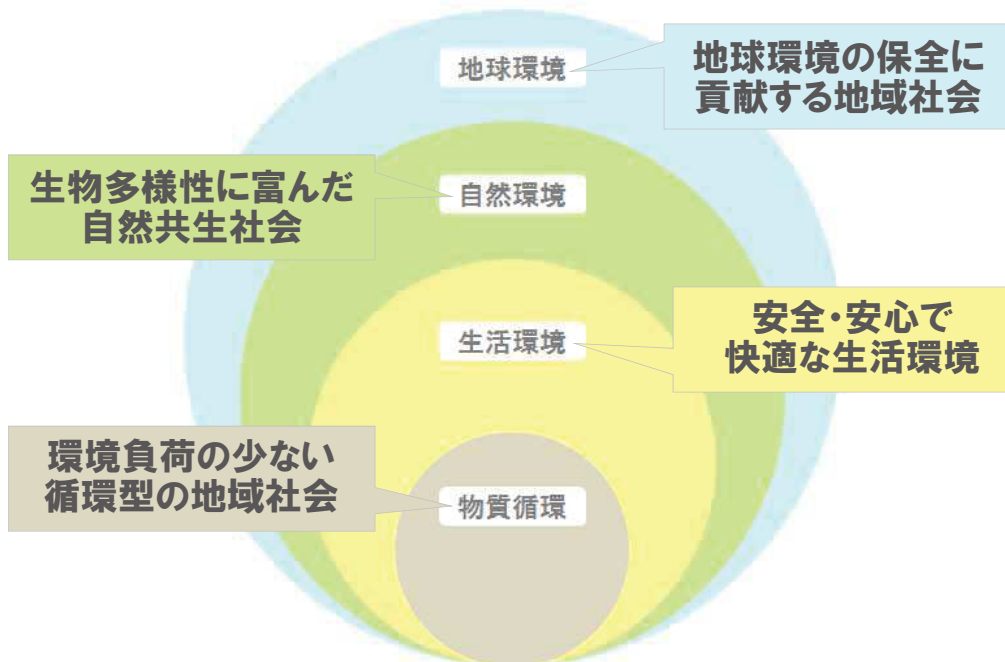 地球環境
地球環境の保全に
貢献する地域社会
生物多様性に富んだ
自然共生社会
自然環境
安全・安心で
快適な生活環境
生活環境
環境負荷の少ない
循環型の地域社会
物質循環